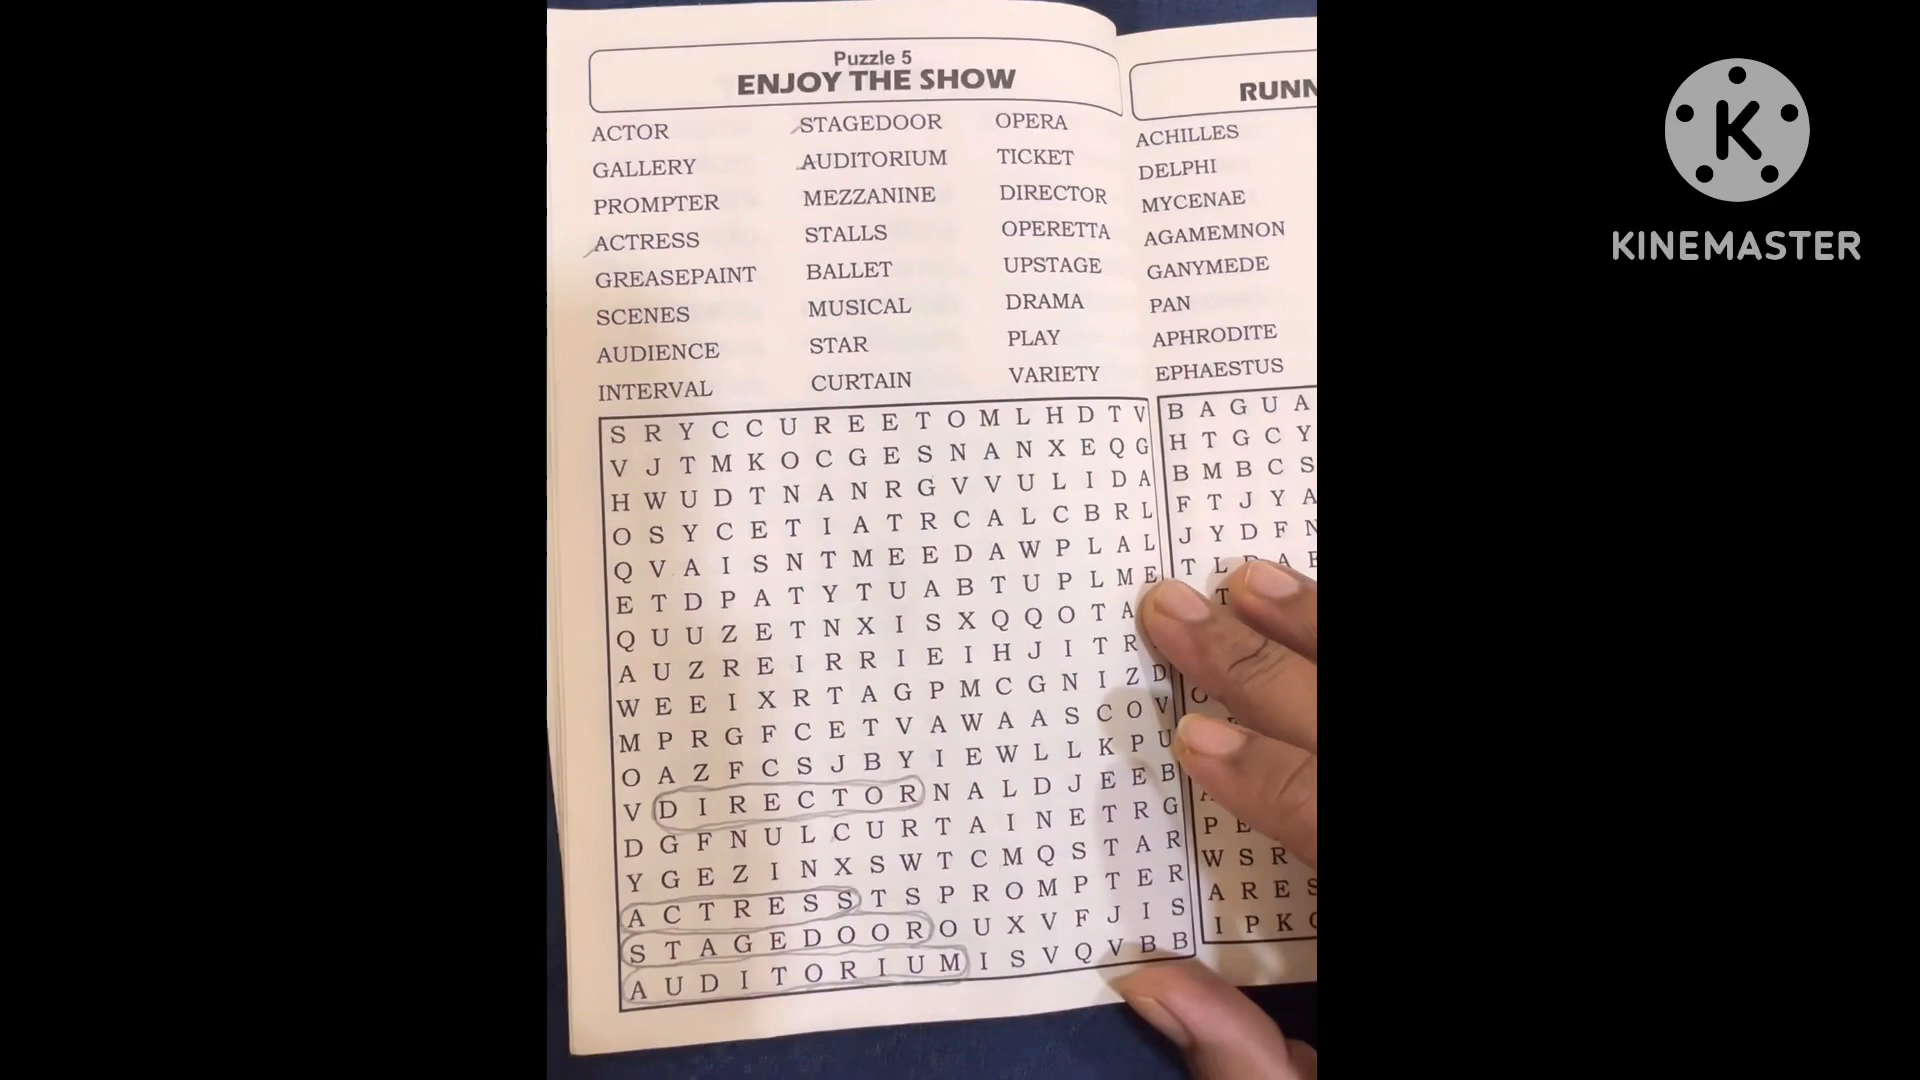 Puzzle 5
ENJOY THE SHOW
RUNN
K
KINEMASTER
ACTOR STAGEDOOR OPERA
GALLERY AUDITORIUM TICKET
PROMPTER MEZZANINE DIRECTOR
ACTRESS STALLS OPERETTA
GREASEPAINT BALLET UPSTAGE
SCENES MUSICAL DRAMA
AUDIENCE STAR PLAY
INTERVAL CURTAIN VARIETY
ACHILLES
DELPHI
MYCENAE
AGAMEMNON
GANYMEDE
PAN
APHRODITE
EPHAESTUS
S R Y C C U R E E T O M L H D T V
V J T M K O C G E S N A N X E Q G
H W U D T N A N R G V V U L I D A
O S Y C E T I A T R C A L C B R L
Q V A I S N T M E E D A W P L A L
E T D P A T Y T U A B T U P L M E
Q U U Z E T N X I S X Q Q O T A
A U Z R E I R R I E I H J I T R
W E E I X R T A G P M C G N I Z D
M P R G F C E T V A W A A S C O V
O A Z F C S J B Y I E W L L K P U
V D I R E C T O R N A L D J E E B
D G F N U L C U R T A I N E T R G
Y G E Z I N X S W T C M Q S T A R
A C T R E S S T S P R O M P T E R
S T A G E D O O R O U X V F J I S
A U D I T O R I U M I S V Q V B B
B A G U A
H T G C Y
B M B C S
F T J Y A
J Y D F N
T L
T
P E
W S R
A R E S
I P K